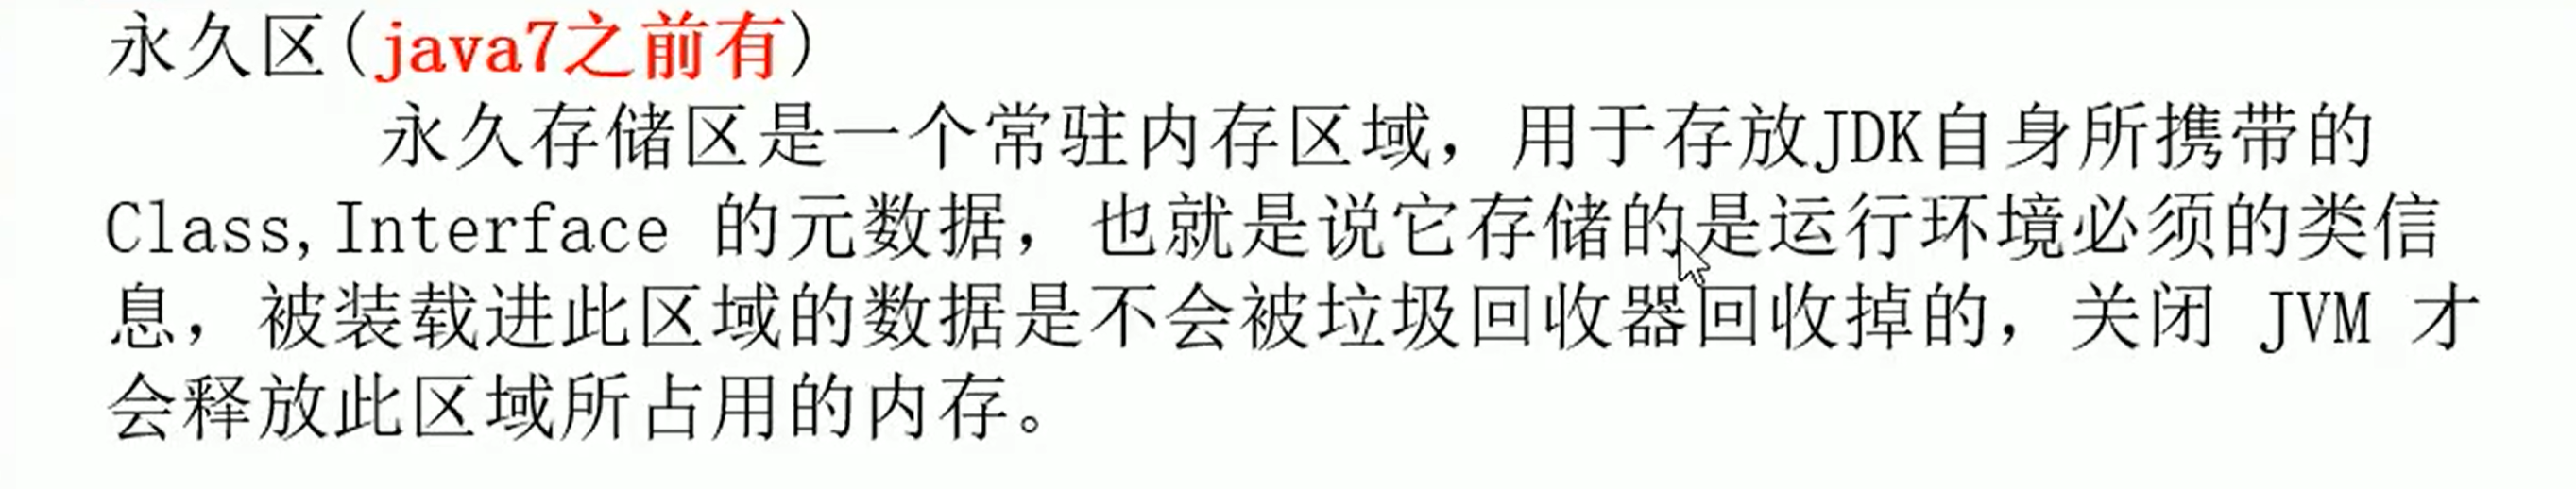 永久区(java7之前有)
永久存储区是一个常驻内存区域，用于存放JDK自身所携带的
Class,Interface 的元数据，也就是说它存储的是运行环境必须的类信
息，被装载进此区域的数据是不会被垃圾回收器回收掉的，关闭 JVM 才
会释放此区域所占用的内存。